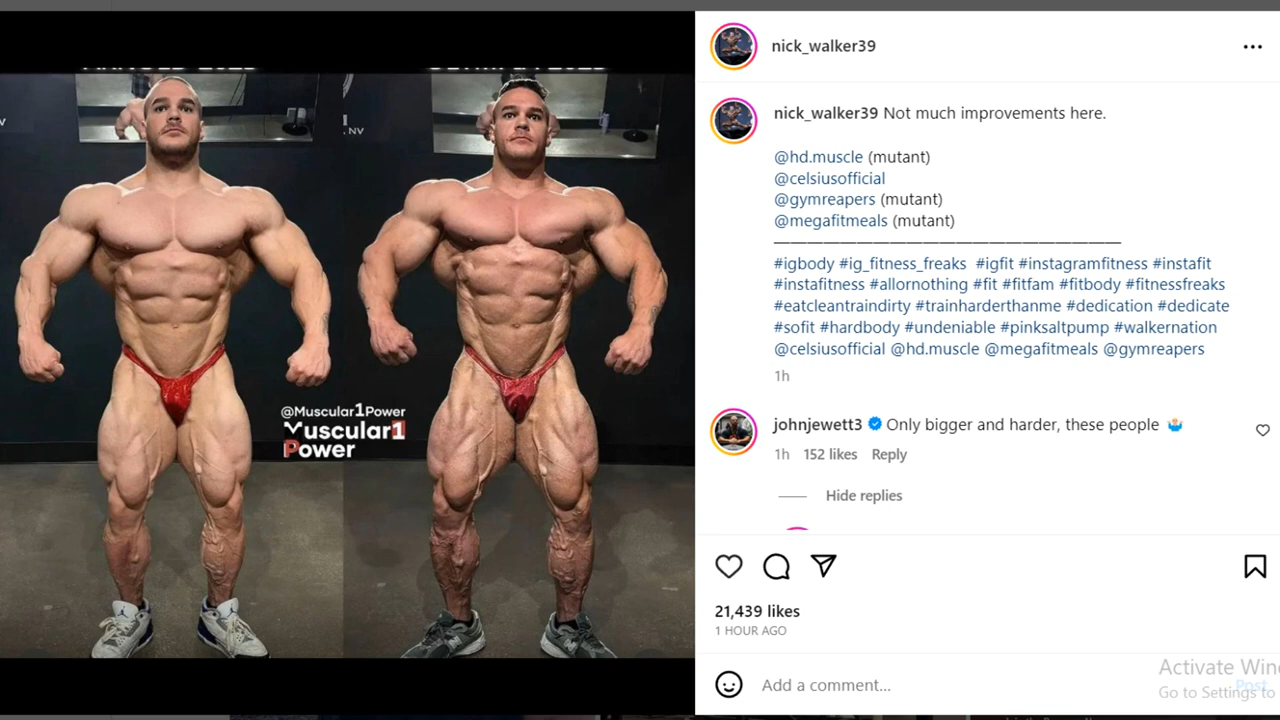 V
, NV
@Muscular1Power
Muscular1
Power
nick_walker39
nick_walker39 Not much improvements here.
@hd.muscle (mutant)
@celsiusofficial
@gymreapers (mutant)
@megafitmeals (mutant)
—————————————————————
#igbody #ig_fitness_freaks #igfit #instagramfitness #instafit
#instafitness #allornothing #fit #fitfam #fitbody #fitnessfreaks
#eatcleantraindirty #trainharderthanme #dedication #dedicate
#sofit #hardbody #undeniable #pinksaltpump #walkernation
@celsiusofficial @hd.muscle @megafitmeals @gymreapers
1h
johnjewett3 Only bigger and harder, these people 🤷
1h 152 likes Reply
Hide replies
21,439 likes
1 HOUR AGO
Add a comment...
Post
Activate Win
Go to Settings to